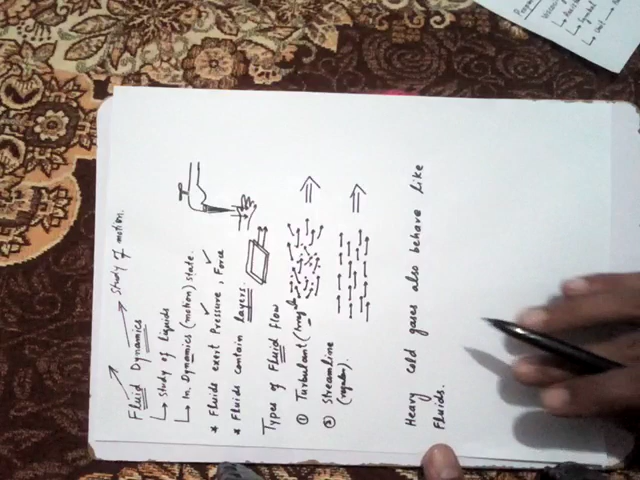 Fluid Dynamics Study of motion.
Study of Liquids
In Dynamics (motion) state.
* Fluids exert Pressure, Force
* Fluids contain layers.
Types of Fluid Flow
① Turbulant (
② Streamline
(regular).
Heavy cold gases also behave like
Fluids.